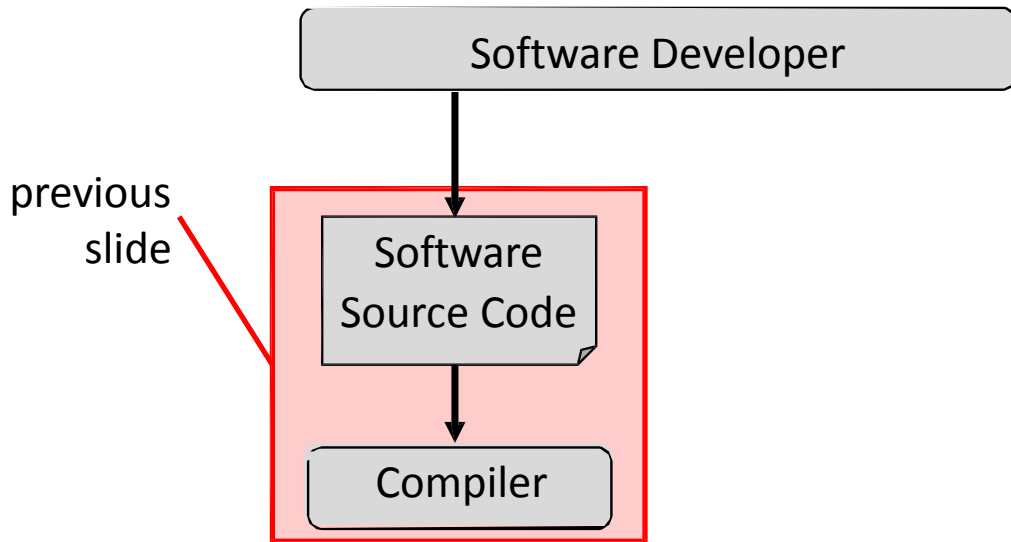 Software Developer
previous
slide
Software
Source Code
Compiler